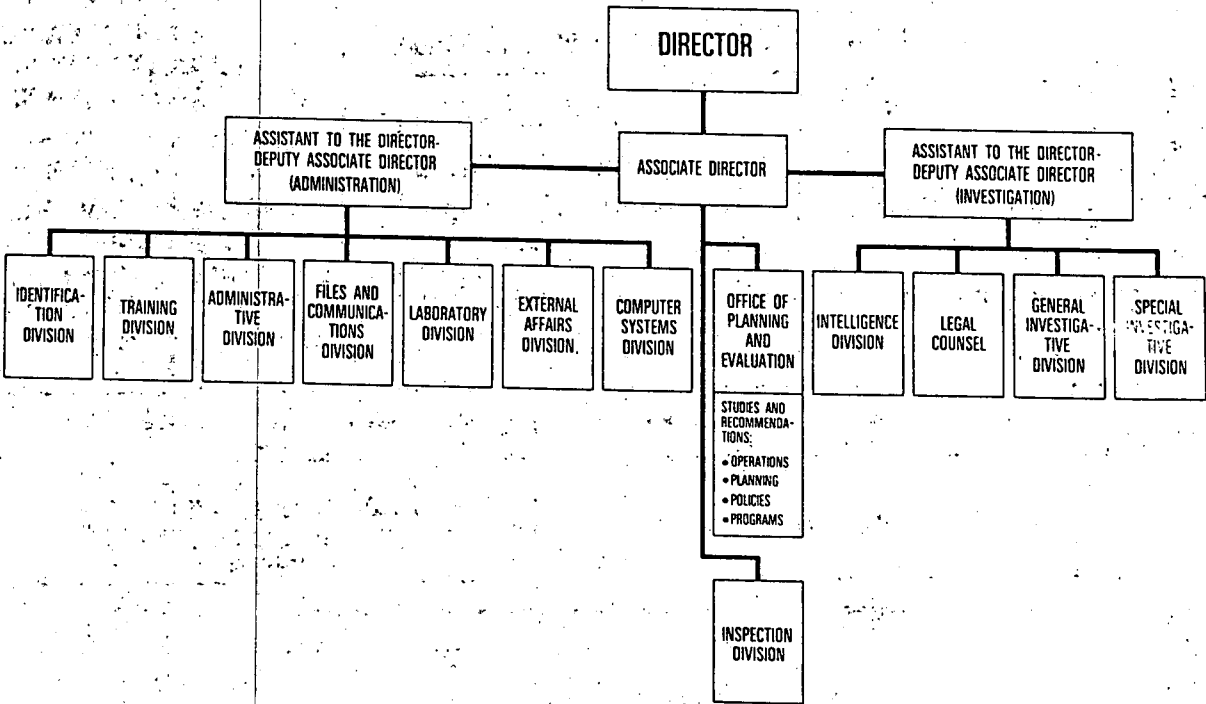 DIRECTOR
ASSISTANT TO THE DIRECTOR-
DEPUTY ASSOCIATE DIRECTOR
(ADMINISTRATION)
ASSOCIATE DIRECTOR
ASSISTANT TO THE DIRECTOR-
DEPUTY ASSOCIATE DIRECTOR
(INVESTIGATION)
IDENTIFICA-
TION
DIVISION
TRAINING
DIVISION
ADMINISTRA-
TIVE
DIVISION
FILES AND
COMMUNICA-
TIONS
DIVISION
LABORATORY
DIVISION
EXTERNAL
AFFAIRS
DIVISION
COMPUTER
SYSTEMS
DIVISION
OFFICE OF
PLANNING
AND
EVALUATION
STUDIES AND
RECOMMENDA-
TIONS:
• OPERATIONS
• PLANNING
• POLICIES
• PROGRAMS
INTELLIGENCE
DIVISION
LEGAL
COUNSEL
GENERAL
INVESTIGA-
TIVE
DIVISION
SPECIAL
INVESTIGA-
TIVE
DIVISION
INSPECTION
DIVISION